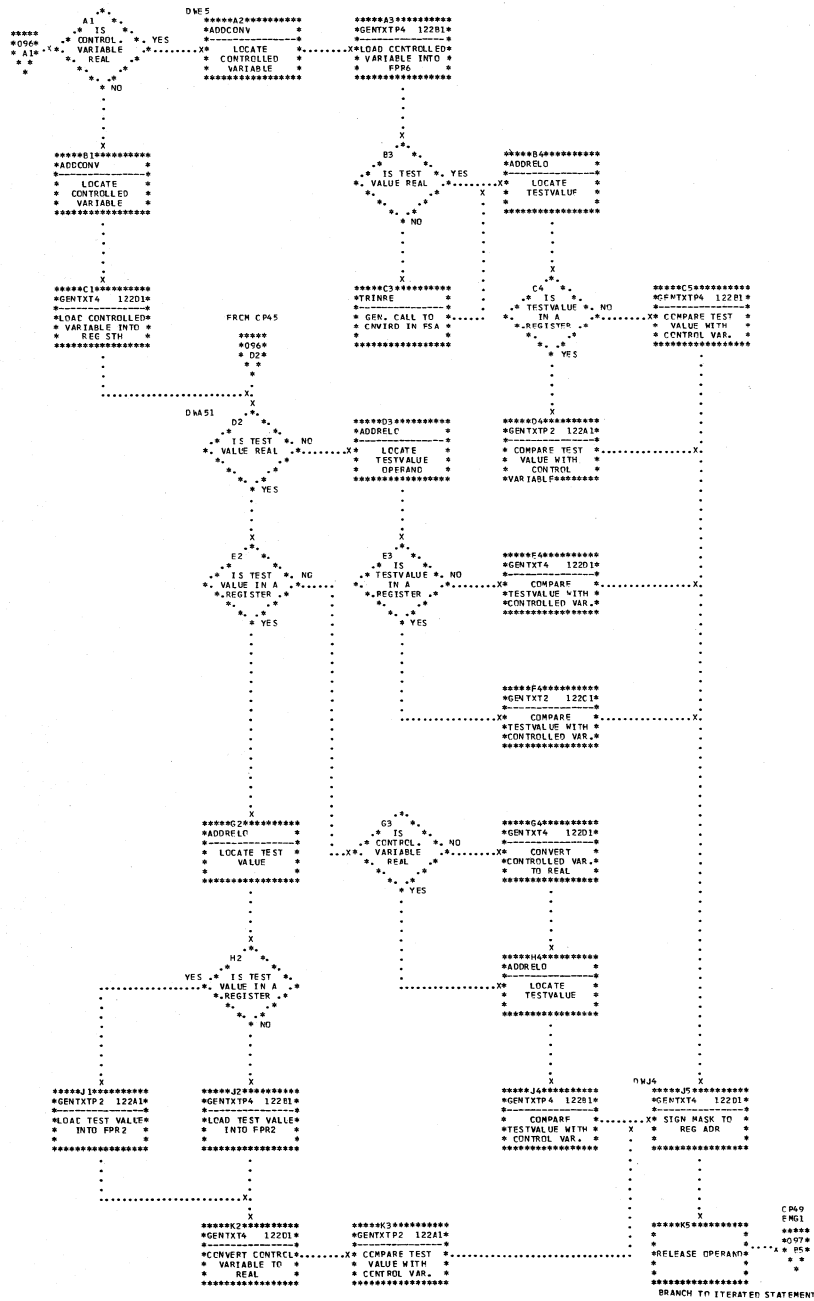 A1
IS
CONTROL.
VARIABLE
REAL
YES
NO
*096*
* A1*
DWE5
*****A2**********
*ADDCONV
LOCATE
CONTROLLED
VARIABLE
*****A3**********
*GENTXTP4 122B1*
*LOAD CONTROLLED*
VARIABLE INTO
FPR6
*****B1**********
*ADDCONV
LOCATE
CONTROLLED
VARIABLE
B3
IS TEST
VALUE REAL
YES
NO
*****B4**********
*ADDRELO
LOCATE
TESTVALUE
*****C1**********
*GENTXT4 122D1*
*LOAD CONTROLLED*
VARIABLE INTO
REG STH
FROM CP45
*096*
* D2*
*****C3**********
*TRINRE
GEN. CALL TO
CNVIRD IN FSA
C4
IS
TESTVALUE
IN A
REGISTER
NO
YES
*****C5**********
*GENTXTP4 122B1*
COMPARE TEST
VALUE WITH
CONTROL VAR.
DWA51
D2
IS TEST
VALUE REAL
NO
YES
*****D3**********
*ADDRELO
LOCATE
TESTVALUE
OPERAND
*****D4**********
*GENTXTP2 122A1*
COMPARE TEST
VALUE WITH
CONTROL
*VARIABLE********
E2
IS TEST
VALUE IN A
REGISTER
NO
YES
E3
IS
TESTVALUE
IN A
REGISTER
NO
YES
*****E4**********
*GENTXT4 122D1*
COMPARE
*TESTVALUE WITH *
*CONTROLLED VAR.*
*****F4**********
*GENTXT2 122C1*
COMPARE
*TESTVALUE WITH *
*CONTROLLED VAR.*
*****G2**********
*ADDRELO
LOCATE TEST
VALUE
G3
IS
CONTROL.
VARIABLE
REAL
NO
YES
*****G4**********
*GENTXT4 122D1*
CONVERT
*CONTROLLED VAR.*
TO REAL
H2
YES
IS TEST
VALUE IN A
REGISTER
NO
*****H4**********
*ADDRELO
LOCATE
TESTVALUE
*****J1**********
*GENTXTP2 122A1*
*LOAD TEST VALUE*
INTO FPR2
*****J2**********
*GENTXTP4 122B1*
*LOAD TEST VALUE*
INTO FPR2
*****J4**********
*GENTXTP4 122B1*
COMPARE
*TESTVALUE WITH *
CONTROL VAR.
DWJ4
*****J5**********
*GENTXT4 122D1*
SIGN MASK TO
REG ADR
*****K2**********
*GENTXT4 122D1*
*CONVERT CONTROL*
VARIABLE TO
REAL
*****K3**********
*GENTXTP2 122A1*
COMPARE TEST
VALUE WITH
CONTROL VAR.
*****K5**********
*RELEASE OPERAND*
CP49
EMG1
*097*
* B5*
BRANCH TO ITERATED STATEMENT